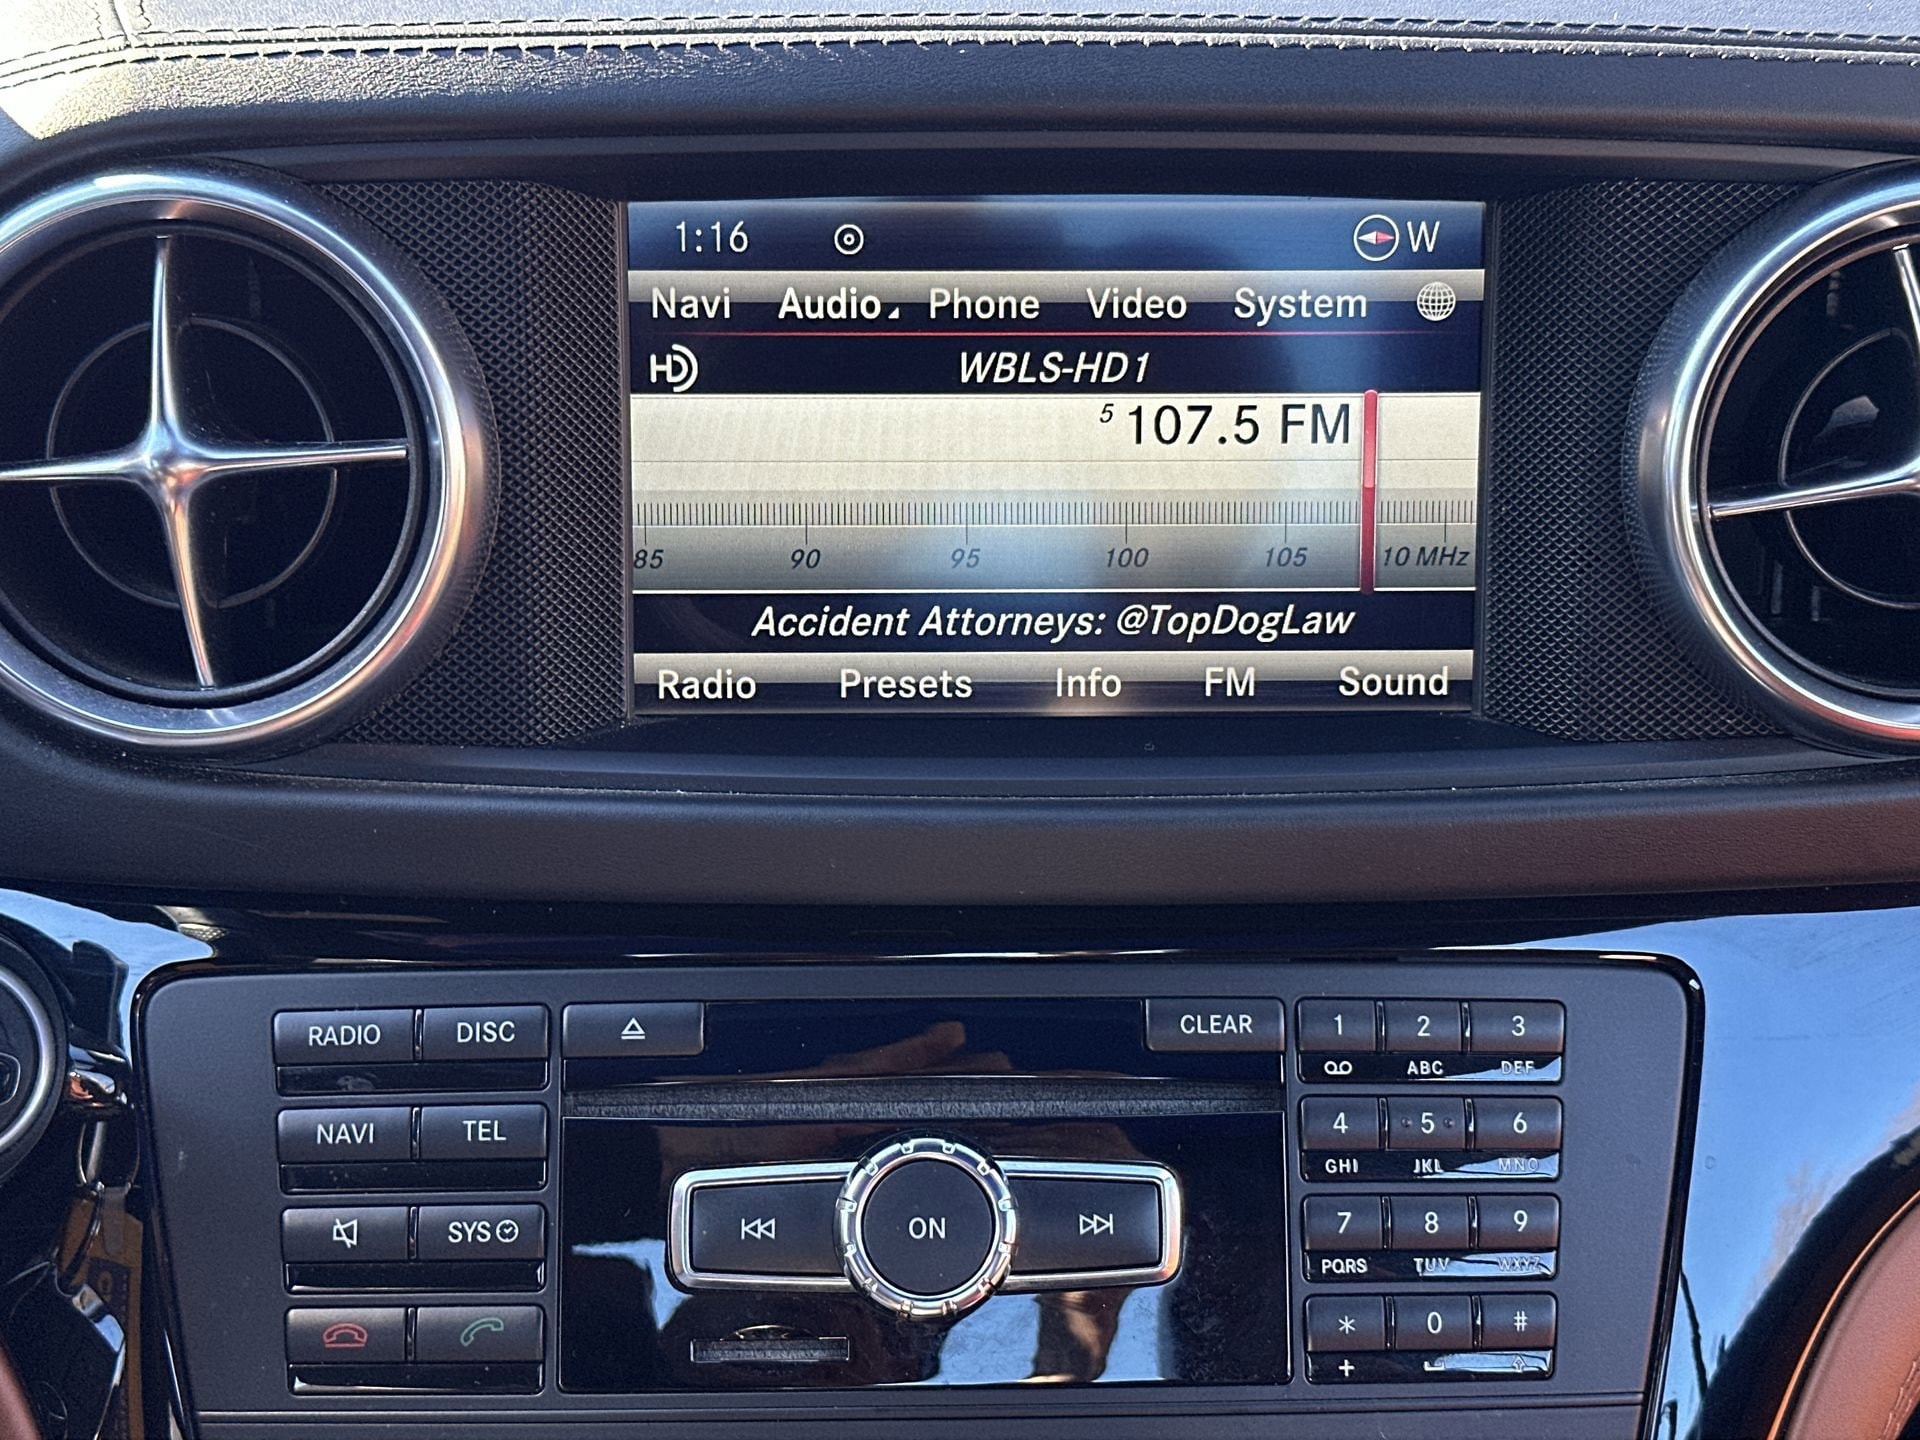 1:16 W
Navi Audio Phone Video System
HD WBLS-HD1
5 107.5 FM
85 90 95 100 105 10 MHz
Accident Attorneys: @TopDogLaw
Radio Presets Info FM Sound
RADIO DISC CLEAR 1 2 3
ABC DEF
NAVI TEL 4 5 6
GHI JKL MNO
SYS ON 7 8 9
PQRS TUV WXYZ
* 0 #
+